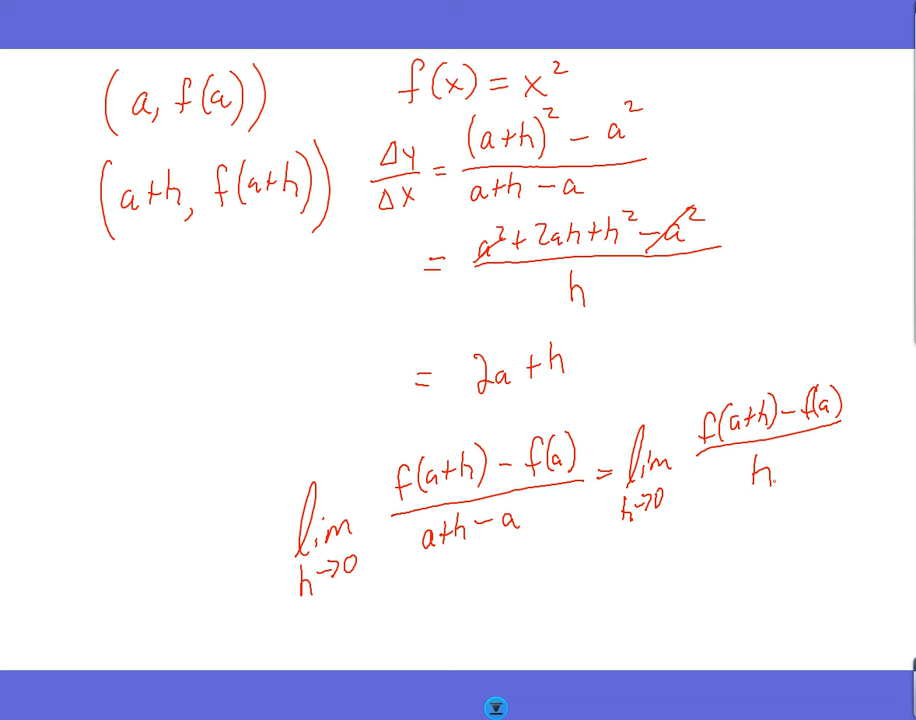 (a, f(a))
f(x) = x²
(a+h, f(a+h))
Δy/Δx = ((a+h)² - a²)/(a+h - a)
= (a² + 2ah + h² - a²)/h
= 2a + h
lim h→0 (f(a+h) - f(a))/(a+h - a) = lim h→0 (f(a+h) - f(a))/h